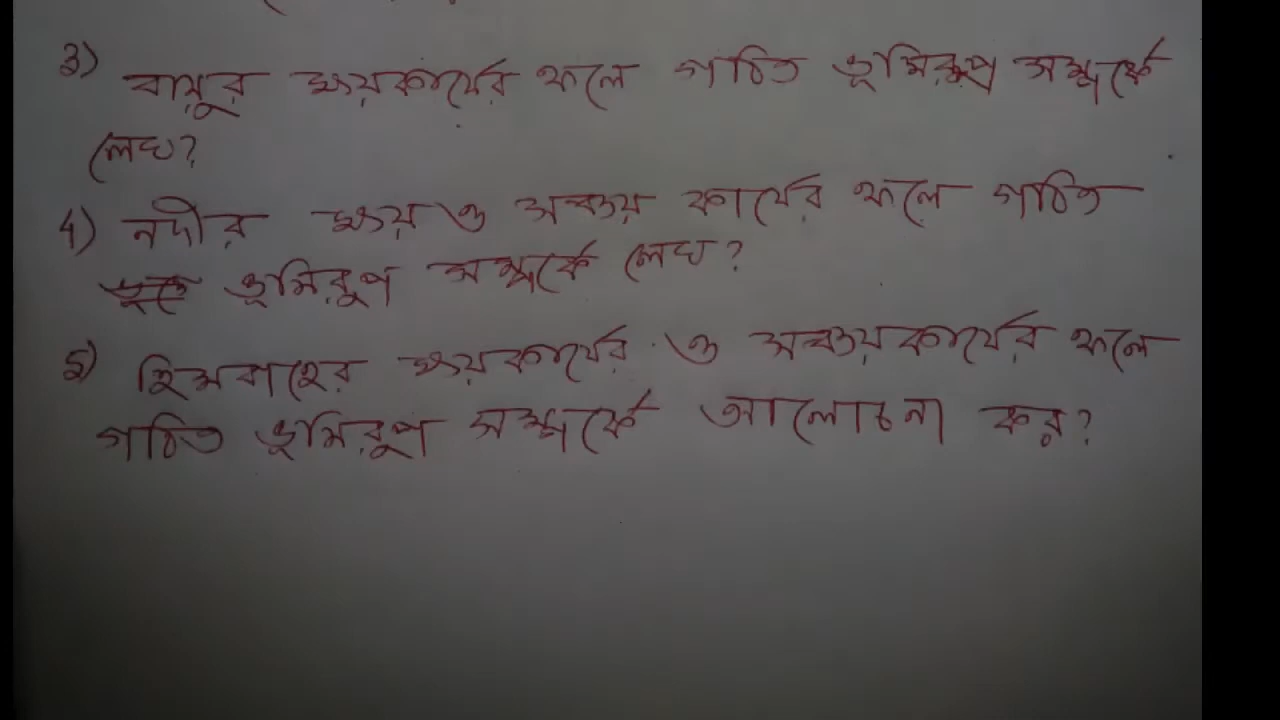 3) বায়ুর ক্ষয়কার্যের ফলে গঠিত ভূমিরূপ সম্পর্কে
লেখ?
4) নদীর ক্ষয় ও সঞ্চয় কার্যের ফলে গঠিত
ভূমিরূপ সম্পর্কে লেখ?
5) হিমবাহের ক্ষয়কার্যের ও সঞ্চয়কার্যের ফলে
গঠিত ভূমিরূপ সম্পর্কে আলোচনা কর?